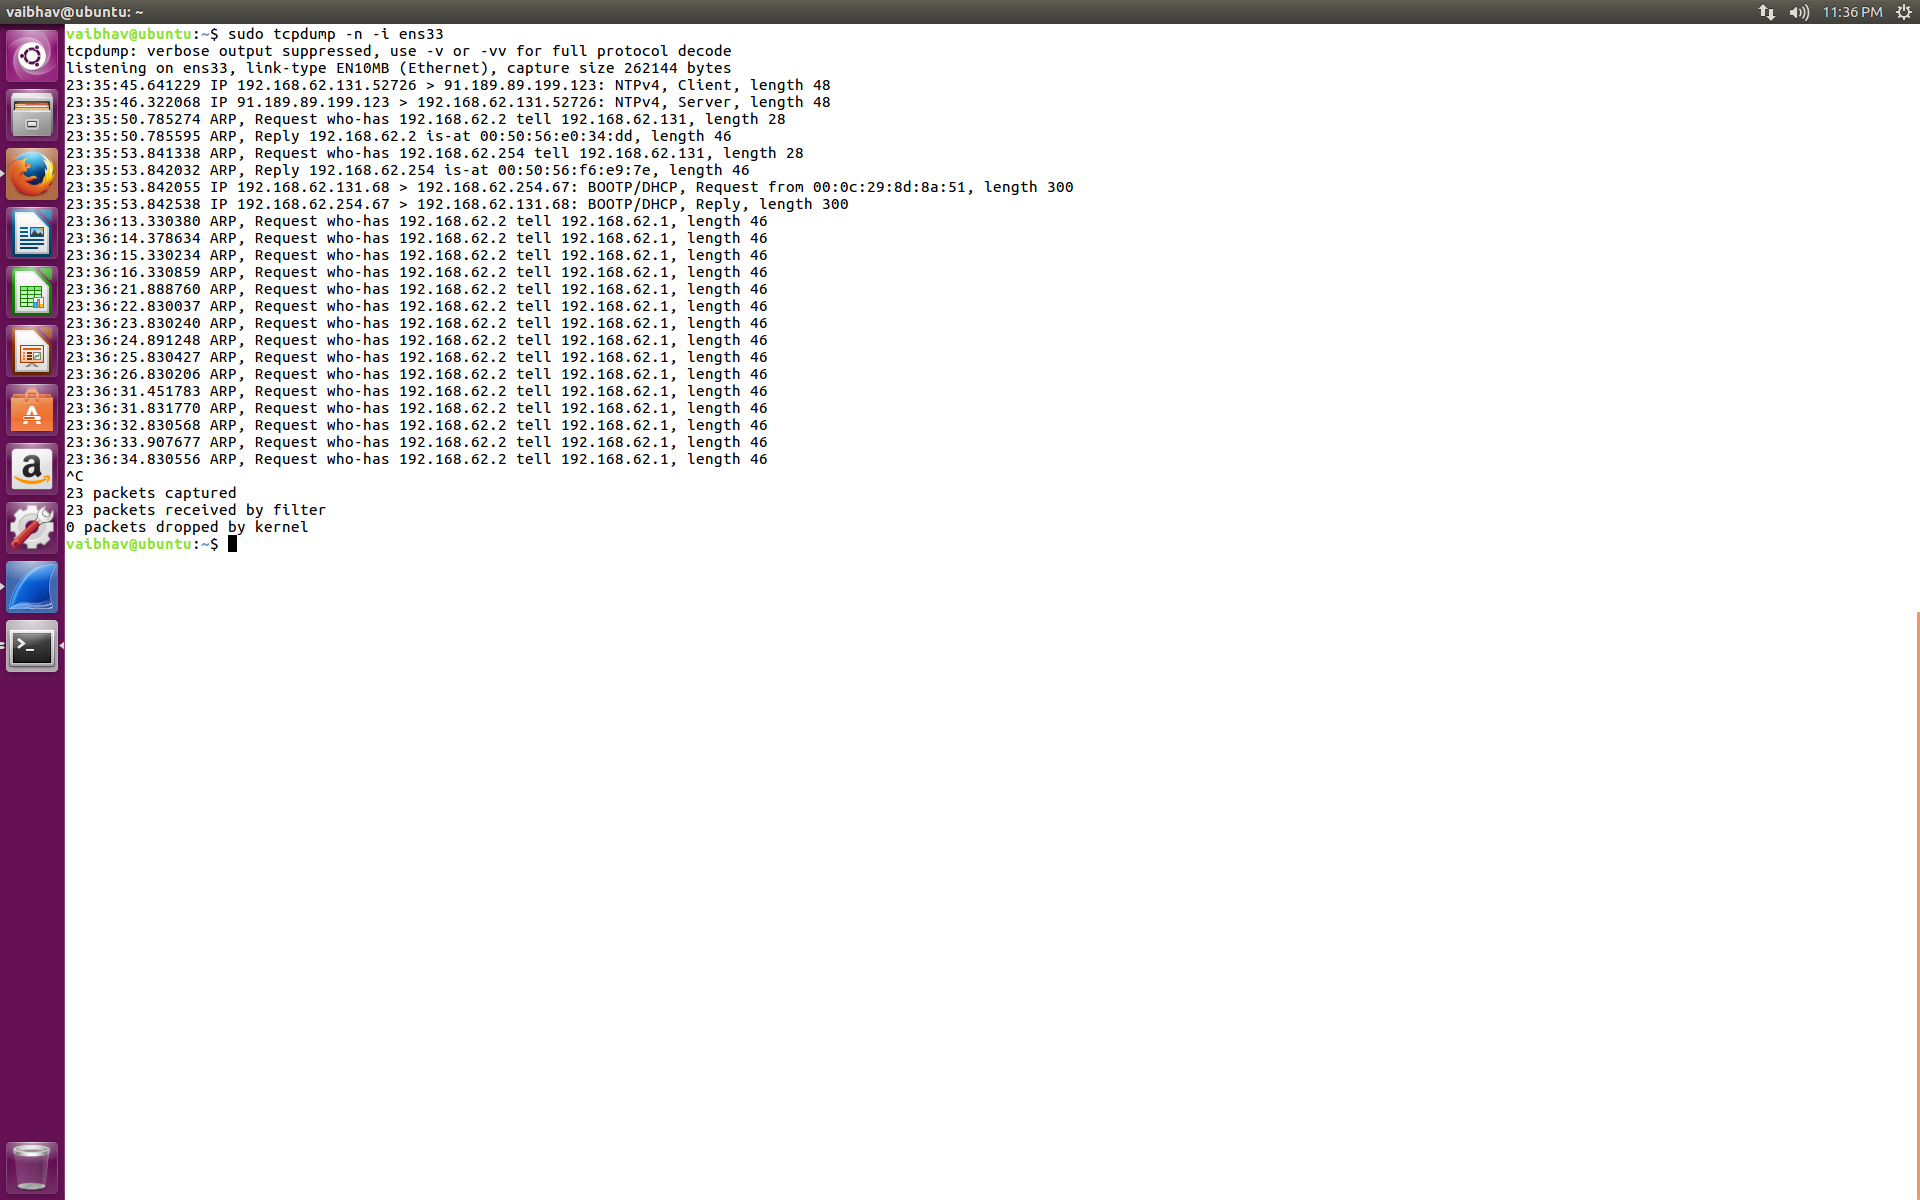 vaibhav@ubuntu: ~
11:36 PM
vaibhav@ubuntu:~$ sudo tcpdump -n -i ens33
tcpdump: verbose output suppressed, use -v or -vv for full protocol decode
listening on ens33, link-type EN10MB (Ethernet), capture size 262144 bytes
23:35:45.641229 IP 192.168.62.131.52726 > 91.189.89.199.123: NTPv4, Client, length 48
23:35:46.322068 IP 91.189.89.199.123 > 192.168.62.131.52726: NTPv4, Server, length 48
23:35:50.785274 ARP, Request who-has 192.168.62.2 tell 192.168.62.131, length 28
23:35:50.785595 ARP, Reply 192.168.62.2 is-at 00:50:56:e0:34:dd, length 46
23:35:53.841338 ARP, Request who-has 192.168.62.254 tell 192.168.62.131, length 28
23:35:53.842032 ARP, Reply 192.168.62.254 is-at 00:50:56:f6:e9:7e, length 46
23:35:53.842055 IP 192.168.62.131.68 > 192.168.62.254.67: BOOTP/DHCP, Request from 00:0c:29:8d:8a:51, length 300
23:35:53.842538 IP 192.168.62.254.67 > 192.168.62.131.68: BOOTP/DHCP, Reply, length 300
23:36:13.330380 ARP, Request who-has 192.168.62.2 tell 192.168.62.1, length 46
23:36:14.378634 ARP, Request who-has 192.168.62.2 tell 192.168.62.1, length 46
23:36:15.330234 ARP, Request who-has 192.168.62.2 tell 192.168.62.1, length 46
23:36:16.330859 ARP, Request who-has 192.168.62.2 tell 192.168.62.1, length 46
23:36:21.888760 ARP, Request who-has 192.168.62.2 tell 192.168.62.1, length 46
23:36:22.830037 ARP, Request who-has 192.168.62.2 tell 192.168.62.1, length 46
23:36:23.830240 ARP, Request who-has 192.168.62.2 tell 192.168.62.1, length 46
23:36:24.891248 ARP, Request who-has 192.168.62.2 tell 192.168.62.1, length 46
23:36:25.830427 ARP, Request who-has 192.168.62.2 tell 192.168.62.1, length 46
23:36:26.830206 ARP, Request who-has 192.168.62.2 tell 192.168.62.1, length 46
23:36:31.451783 ARP, Request who-has 192.168.62.2 tell 192.168.62.1, length 46
23:36:31.831770 ARP, Request who-has 192.168.62.2 tell 192.168.62.1, length 46
23:36:32.830568 ARP, Request who-has 192.168.62.2 tell 192.168.62.1, length 46
23:36:33.907677 ARP, Request who-has 192.168.62.2 tell 192.168.62.1, length 46
23:36:34.830556 ARP, Request who-has 192.168.62.2 tell 192.168.62.1, length 46
^C
23 packets captured
23 packets received by filter
0 packets dropped by kernel
vaibhav@ubuntu:~$